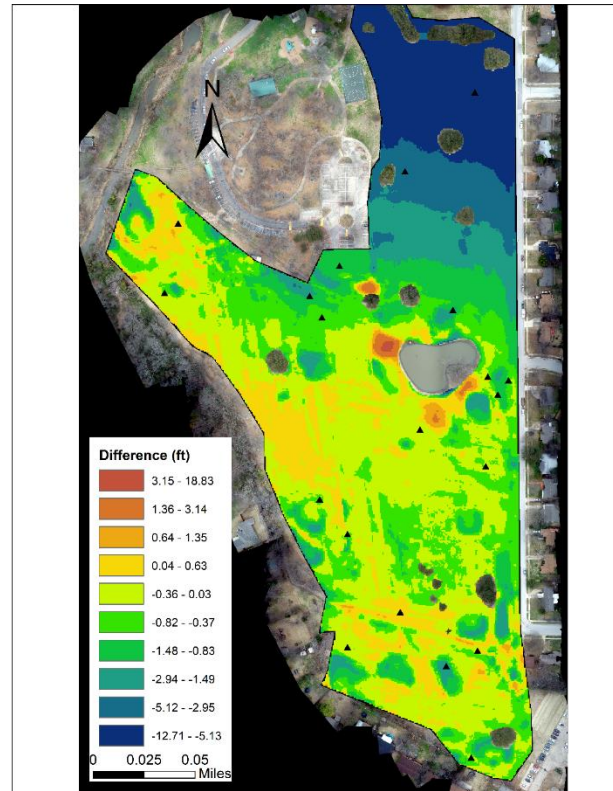 N
Difference (ft)
3.15 - 18.83
1.36 - 3.14
0.64 - 1.35
0.04 - 0.63
-0.36 - 0.03
-0.82 - -0.37
-1.48 - -0.83
-2.94 - -1.49
-5.12 - -2.95
-12.71 - -5.13
0 0.025 0.05
Miles